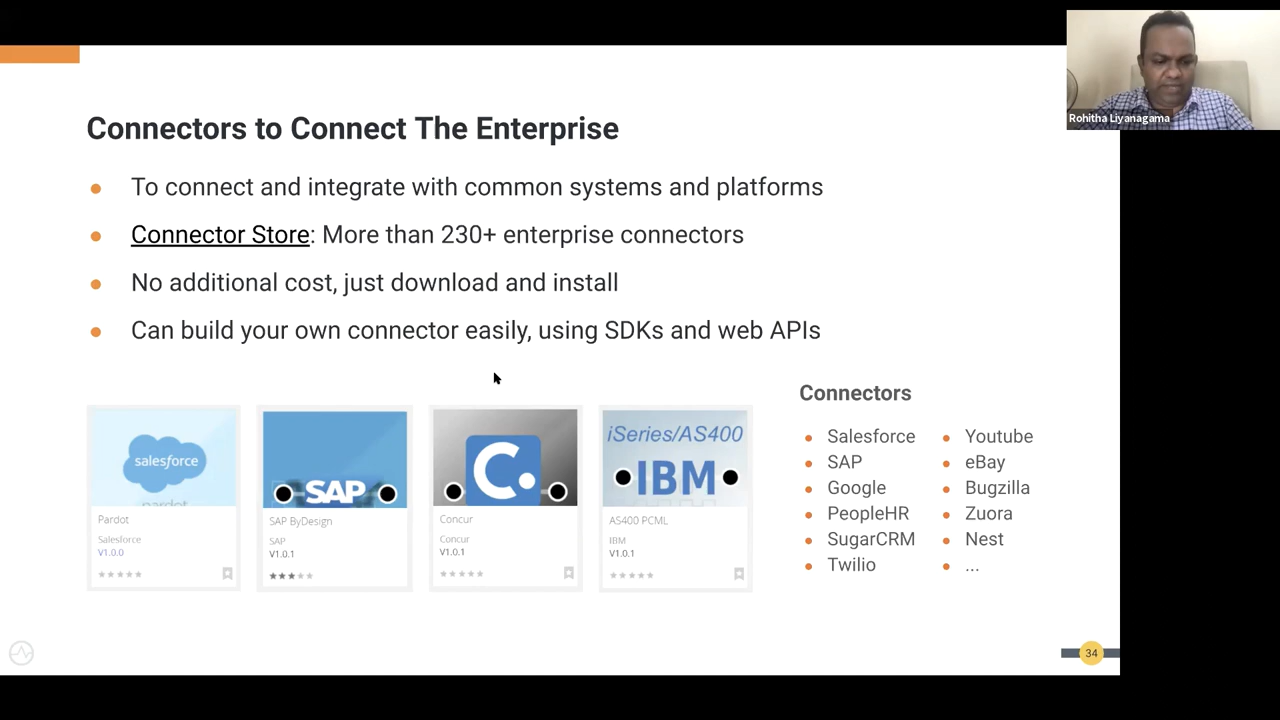 Rohitha Liyanagama
Connectors to Connect The Enterprise
To connect and integrate with common systems and platforms
Connector Store: More than 230+ enterprise connectors
No additional cost, just download and install
Can build your own connector easily, using SDKs and web APIs
salesforce
pardot
Pardot
Salesforce
V1.0.0
SAP
SAP ByDesign
SAP
V1.0.1
C.
Concur
Concur
V1.0.1
iSeries/AS400
IBM
AS400 PCML
IBM
V1.0.1
Connectors
Salesforce
SAP
Google
PeopleHR
SugarCRM
Twilio
Youtube
eBay
Bugzilla
Zuora
Nest
...
34